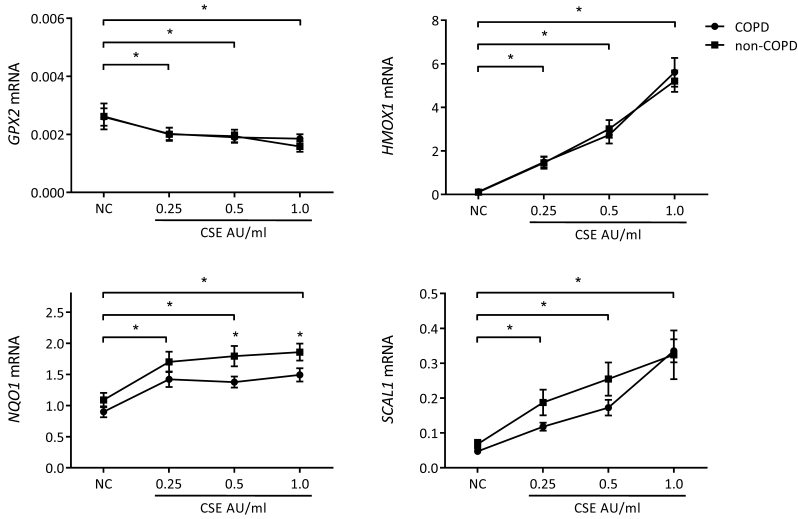 0.006
0.004
0.002
0.000
GPX2 mRNA
*
*
*
NC 0.25 0.5 1.0
CSE AU/ml
8
6
4
2
0
HMOX1 mRNA
*
*
*
NC 0.25 0.5 1.0
CSE AU/ml
COPD
non-COPD
2.5
2.0
1.5
1.0
0.5
0.0
NQO1 mRNA
*
*
*
* *
NC 0.25 0.5 1.0
CSE AU/ml
0.5
0.4
0.3
0.2
0.1
0.0
SCAL1 mRNA
*
*
*
NC 0.25 0.5 1.0
CSE AU/ml